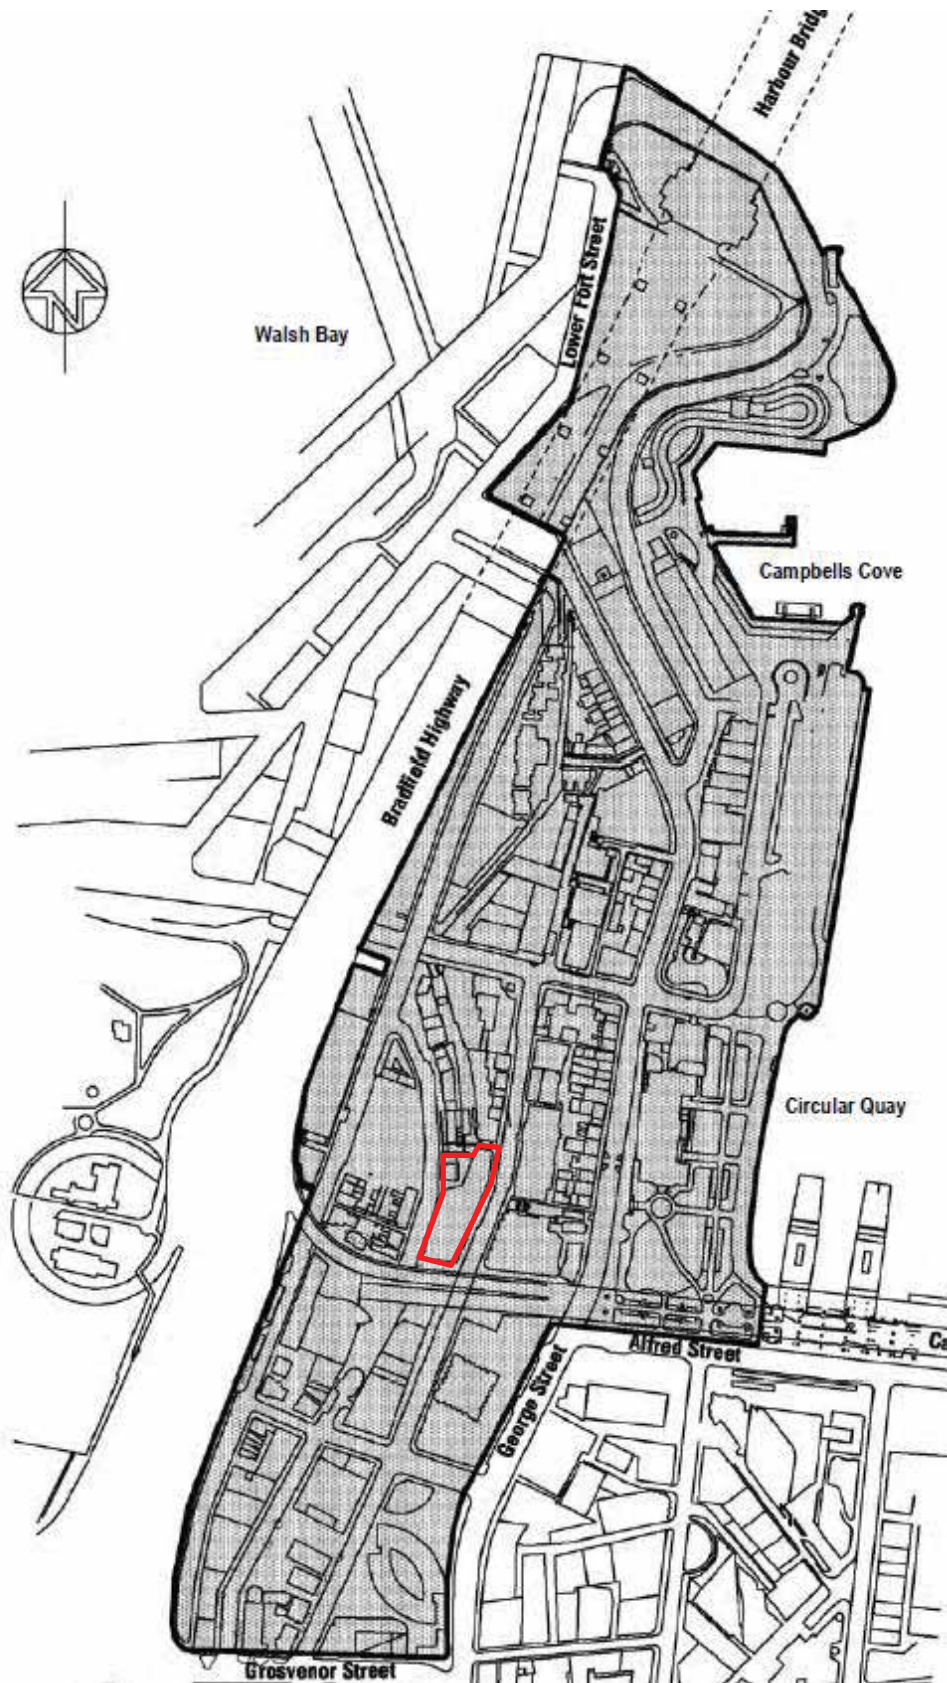 Harbour Bridg
Lower Fort Street
N
Walsh Bay
Campbells Cove
Bradfield Highway
Circular Quay
Alfred Street
Ca
George Street
Grosvenor Street